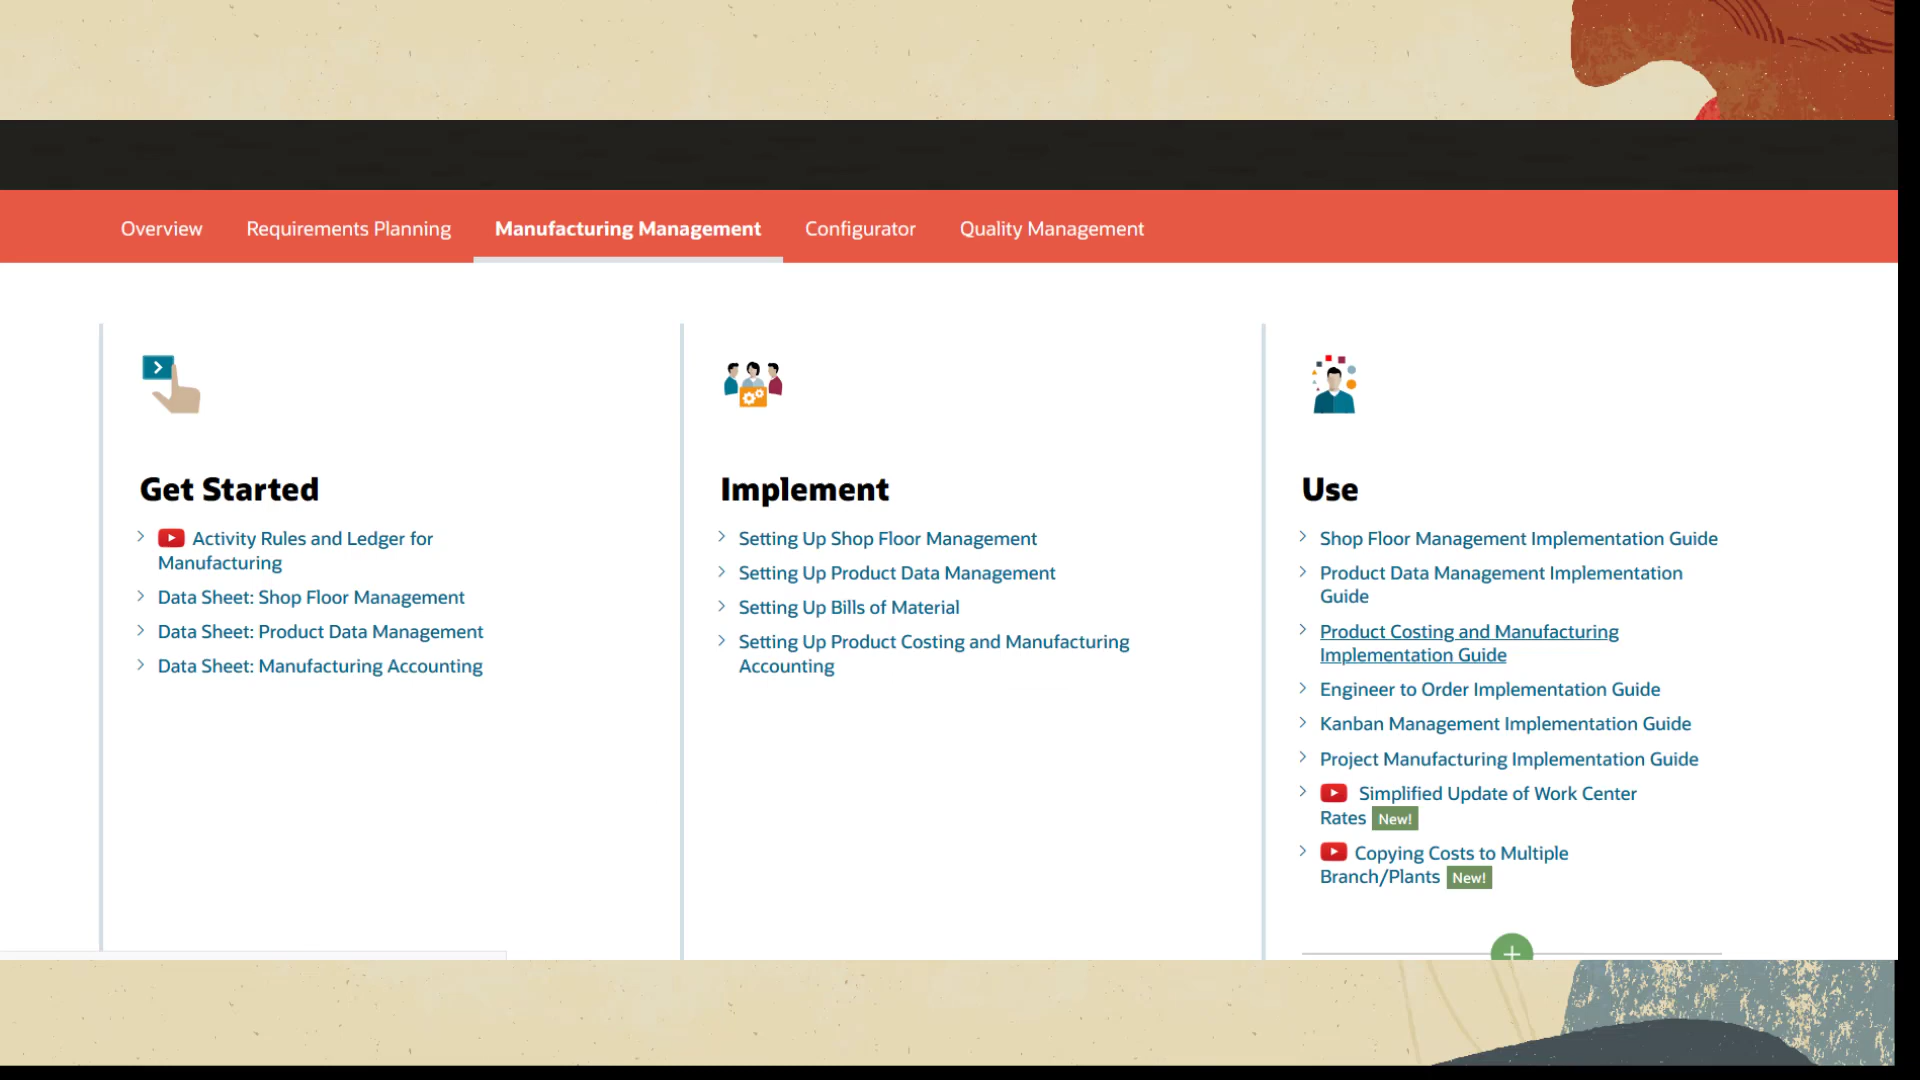 Overview Requirements Planning Manufacturing Management Configurator Quality Management
Get Started
Activity Rules and Ledger for
Manufacturing
Data Sheet: Shop Floor Management
Data Sheet: Product Data Management
Data Sheet: Manufacturing Accounting
Implement
Setting Up Shop Floor Management
Setting Up Product Data Management
Setting Up Bills of Material
Setting Up Product Costing and Manufacturing
Accounting
Use
Shop Floor Management Implementation Guide
Product Data Management Implementation
Guide
Product Costing and Manufacturing
Implementation Guide
Engineer to Order Implementation Guide
Kanban Management Implementation Guide
Project Manufacturing Implementation Guide
Simplified Update of Work Center
Rates New!
Copying Costs to Multiple
Branch/Plants New!